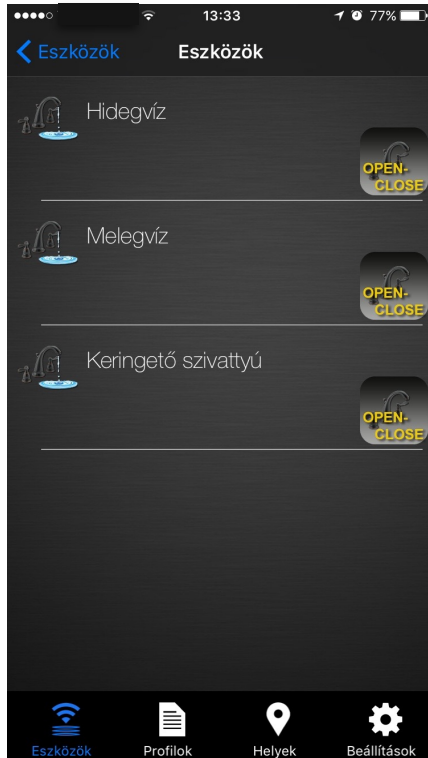 13:33
77%
Eszközök
Eszközök
Hidegvíz
OPEN-
CLOSE
Melegvíz
OPEN-
CLOSE
Keringető szivattyú
OPEN-
CLOSE
Eszközök
Profilok
Helyek
Beállítások